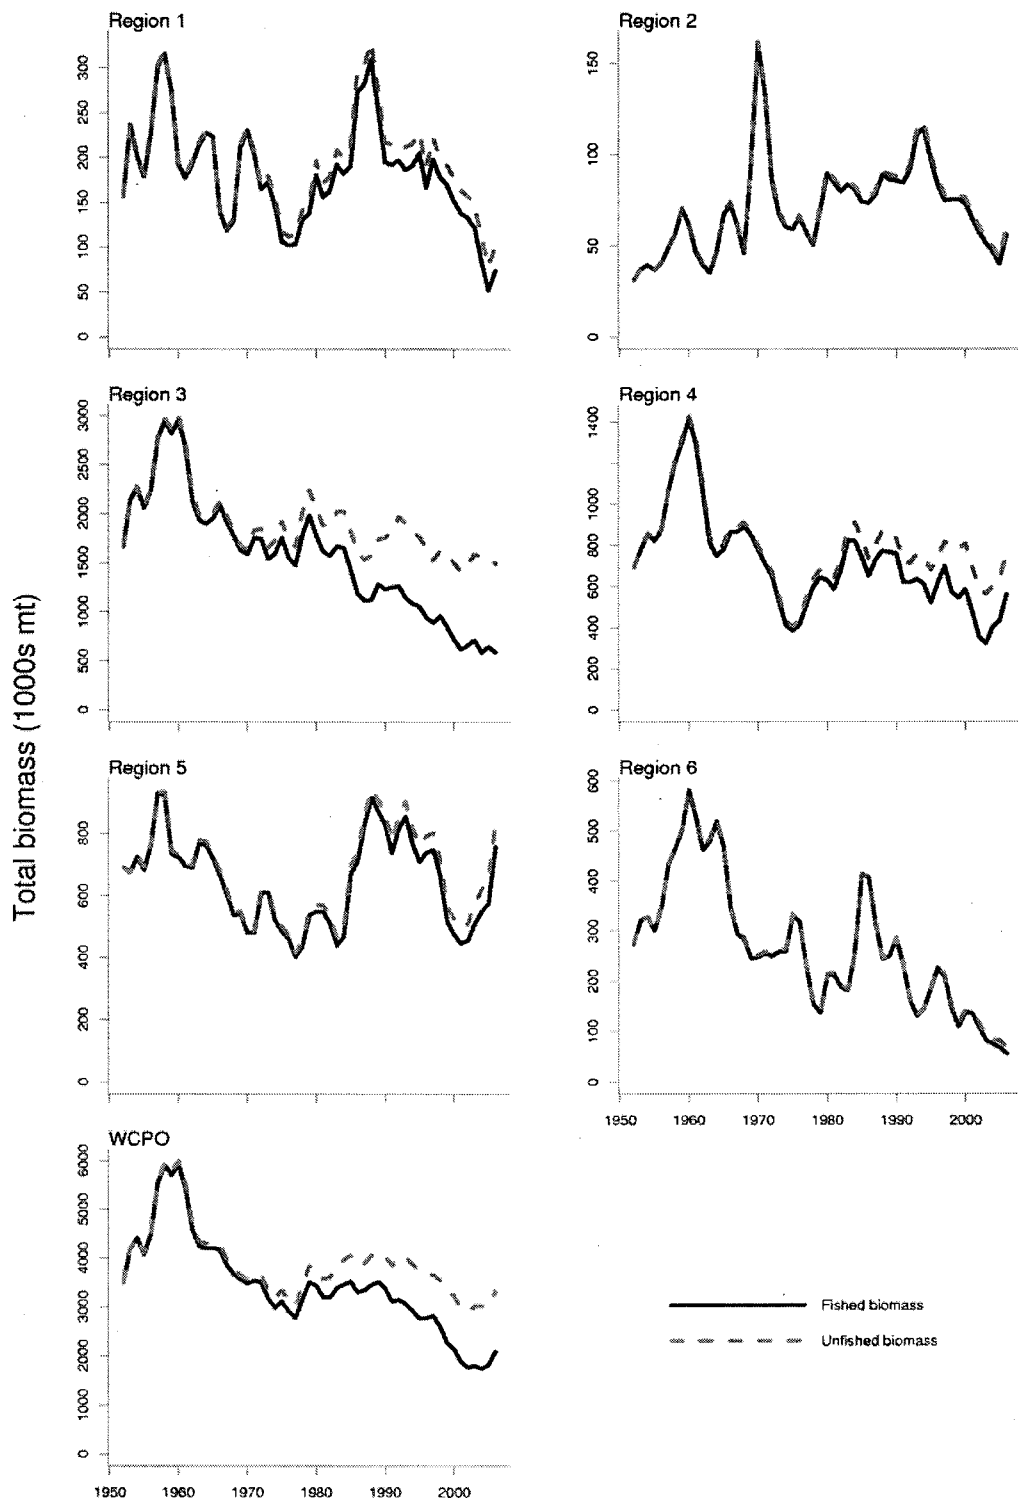 Total biomass (1000s mt)
Region 1
0 50 100 150 200 250 300
Region 2
0 50 100 150
Region 3
0 500 1000 1500 2000 2500 3000
Region 4
0 200 400 600 800 1000 1400
Region 5
0 200 400 600 800
Region 6
0 100 200 300 400 500 600
1950 1960 1970 1980 1990 2000
WCPO
0 1000 2000 3000 4000 5000 6000
1950 1960 1970 1980 1990 2000
Fished biomass
Unfished biomass